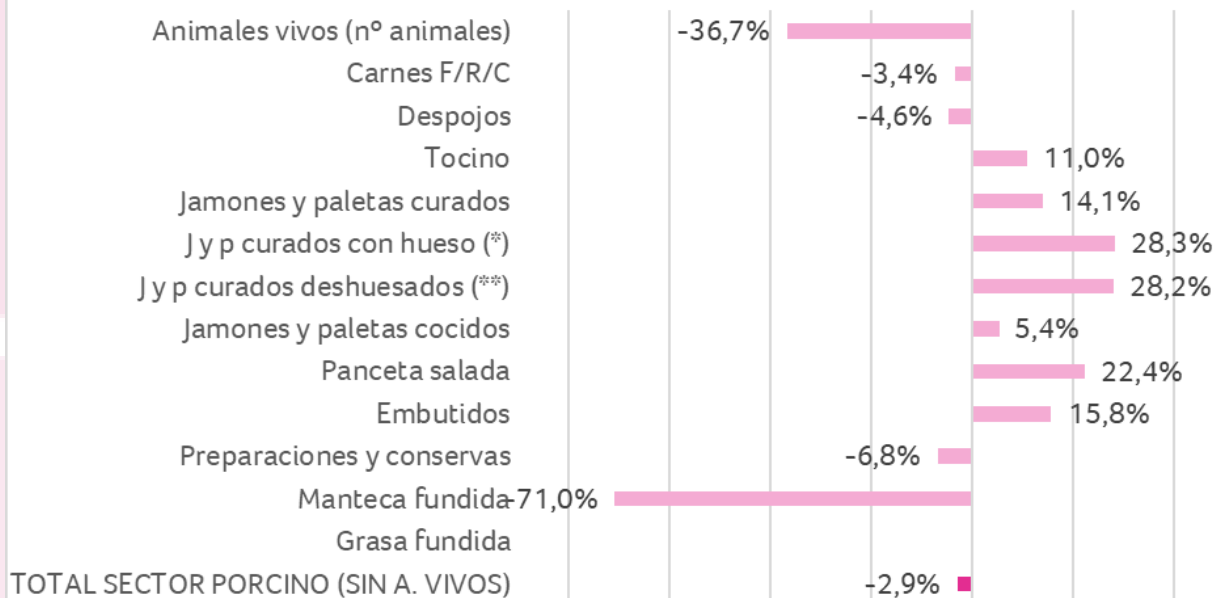 Animales vivos (nº animales) -36,7%
Carnes F/R/C -3,4%
Despojos -4,6%
Tocino 11,0%
Jamones y paletas curados 14,1%
J y p curados con hueso (*) 28,3%
J y p curados deshuesados (**) 28,2%
Jamones y paletas cocidos 5,4%
Panceta salada 22,4%
Embutidos 15,8%
Preparaciones y conservas -6,8%
Manteca fundida -71,0%
Grasa fundida
TOTAL SECTOR PORCINO (SIN A. VIVOS) -2,9%